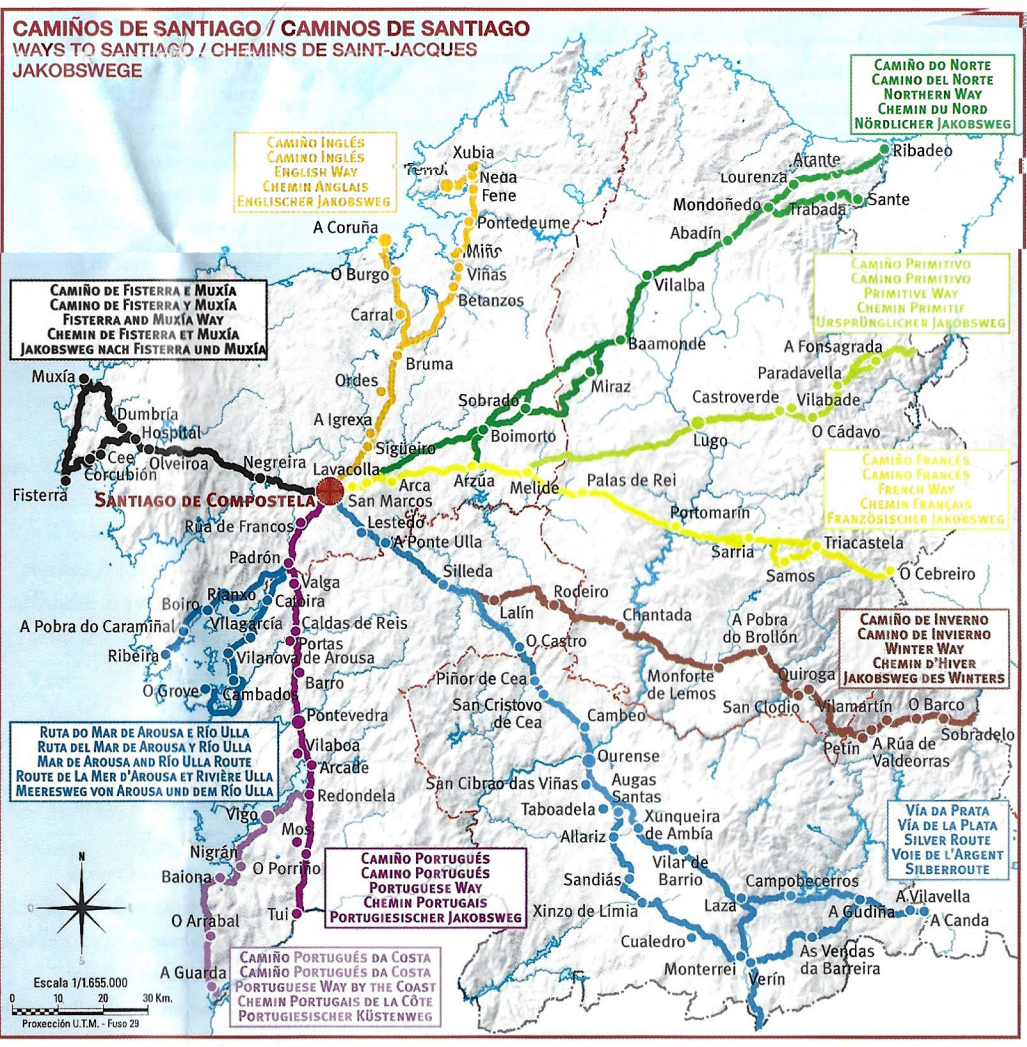 CAMIÑOS DE SANTIAGO / CAMINOS DE SANTIAGO
WAYS TO SANTIAGO / CHEMINS DE SAINT-JACQUES
JAKOBSWEGE
CAMIÑO DO NORTE
CAMINO DEL NORTE
NORTHERN WAY
CHEMIN DU NORD
NÖRDLICHER JAKOBSWEG
CAMIÑO INGLÉS
CAMINO INGLÉS
ENGLISH WAY
CHEMIN ANGLAIS
ENGLISCHER JAKOBSWEG
Xubia
Neda
Fene
Pontedeume
Miño
Viñas
Betanzos
A Coruña
O Burgo
Carral
Bruma
Ordes
A Igrexa
Sigüeiro
Ribadeo
Arante
Lourenza
Mondoñedo
Trabada
Sante
Abadín
Vilalba
Baamonde
Miraz
Sobrado
Boimorto
CAMIÑO PRIMITIVO
CAMINO PRIMITIVO
PRIMITIVE WAY
CHEMIN PRIMITIF
URSPRÜNGLICHER JAKOBSWEG
A Fonsagrada
Paradavella
Castroverde
Vilabade
O Cádavo
Lugo
CAMIÑO DE FISTERRA E MUXÍA
CAMINO DE FISTERRA Y MUXÍA
FISTERRA AND MUXÍA WAY
CHEMIN DE FISTERRA ET MUXÍA
JAKOBSWEG NACH FISTERRA UND MUXÍA
Muxía
Dumbría
Hospital
Cee
Olveiroa
Corcubión
Fisterra
Negreira
SANTIAGO DE COMPOSTELA
Lavacolla
San Marcos
Arca
Arzúa
Melide
Palas de Rei
Portomarín
Sarria
Samos
Triacastela
O Cebreiro
CAMIÑO FRANCÉS
CAMINO FRANCÉS
FRENCH WAY
CHEMIN FRANÇAIS
FRANZÖSISCHER JAKOBSWEG
Lestedo
A Ponte Ulla
Silleda
Rúa de Francos
Padrón
Valga
Rianxo
Catoira
Boiro
Vilagarcía
A Pobra do Caramiñal
Caldas de Reis
Portas
Ribeira
Vilanova de Arousa
O Grove
Cambados
Barro
Pontevedra
Vilaboa
Arcade
Redondela
Vigo
Mos
Nigrán
O Porriño
Baiona
Tui
O Arrabal
A Guarda
Lalín
Rodeiro
Chantada
O Castro
A Pobra
do Brollón
Monforte
de Lemos
Quiroga
San Clodio
Vilamartín
O Barco
Sobradelo
Petín
A Rúa de
Valdeorras
CAMIÑO DE INVERNO
CAMINO DE INVIERNO
WINTER WAY
CHEMIN D'HIVER
JAKOBSWEG DES WINTERS
Piñor de Cea
San Cristovo
de Cea
Cambeo
Ourense
San Cibrao das Viñas
Augas
Santas
Taboadela
Xunqueira
de Ambía
Allariz
Vilar de
Barrio
Sandiás
Campobecerros
Xinzo de Limia
Laza
A Gudiña
A Vilavella
A Canda
Cualedro
As Vendas
da Barreira
Monterrei
Verín
RUTA DO MAR DE AROUSA E RÍO ULLA
RUTA DEL MAR DE AROUSA Y RÍO ULLA
MAR DE AROUSA AND RÍO ULLA ROUTE
ROUTE DE LA MER D'AROUSA ET RIVIÈRE ULLA
MEERESWEG VON AROUSA UND DEM RÍO ULLA
VÍA DA PRATA
VÍA DE LA PLATA
SILVER ROUTE
VOIE DE L'ARGENT
SILBERROUTE
CAMIÑO PORTUGUÉS
CAMINO PORTUGUÉS
PORTUGUESE WAY
CHEMIN PORTUGAIS
PORTUGIESISCHER JAKOBSWEG
CAMIÑO PORTUGUÉS DA COSTA
CAMIÑO PORTUGUÉS DA COSTA
PORTUGUESE WAY BY THE COAST
CHEMIN PORTUGAIS DE LA CÔTE
PORTUGIESISCHER KÜSTENWEG
N
S
Escala 1/1.655.000
0 10 20 30 Km.
Proxección U.T.M. - Fuso 29